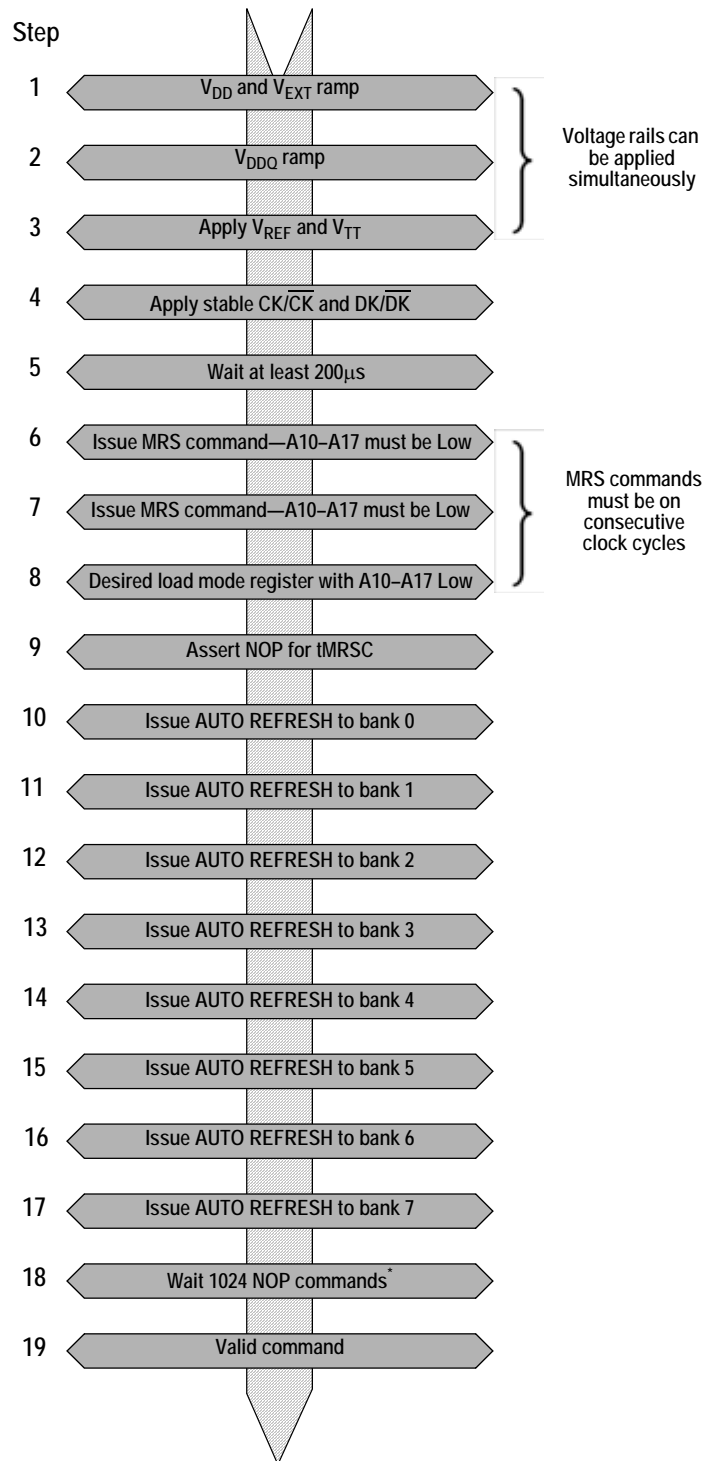 Step
1 V_DD and V_EXT ramp
2 V_DDQ ramp
3 Apply V_REF and V_TT
Voltage rails can
be applied
simultaneously
4 Apply stable CK/C̅K̅ and DK/D̅K̅
5 Wait at least 200µs
6 Issue MRS command—A10–A17 must be Low
7 Issue MRS command—A10–A17 must be Low
8 Desired load mode register with A10–A17 Low
MRS commands
must be on
consecutive
clock cycles
9 Assert NOP for tMRSC
10 Issue AUTO REFRESH to bank 0
11 Issue AUTO REFRESH to bank 1
12 Issue AUTO REFRESH to bank 2
13 Issue AUTO REFRESH to bank 3
14 Issue AUTO REFRESH to bank 4
15 Issue AUTO REFRESH to bank 5
16 Issue AUTO REFRESH to bank 6
17 Issue AUTO REFRESH to bank 7
18 Wait 1024 NOP commands*
19 Valid command